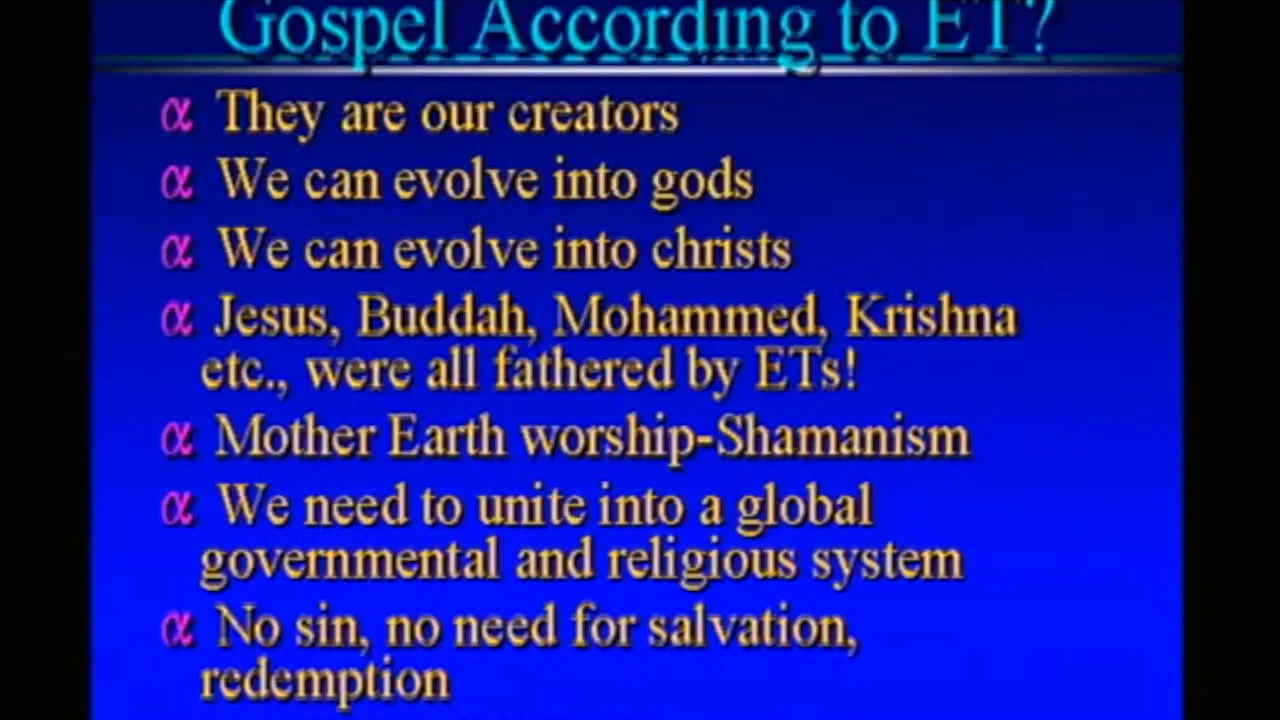 Gospel According to ET?
α They are our creators
α We can evolve into gods
α We can evolve into christs
α Jesus, Buddah, Mohammed, Krishna
etc., were all fathered by ETs!
α Mother Earth worship-Shamanism
α We need to unite into a global
governmental and religious system
α No sin, no need for salvation,
redemption